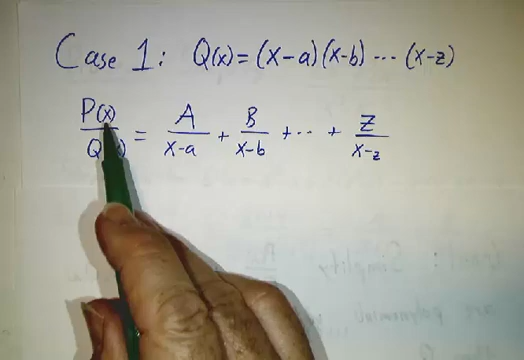 Case 1: Q(x) = (x-a)(x-b) ... (x-z)
P(x)/Q(x) = A/x-a + B/x-b + ... + Z/x-z